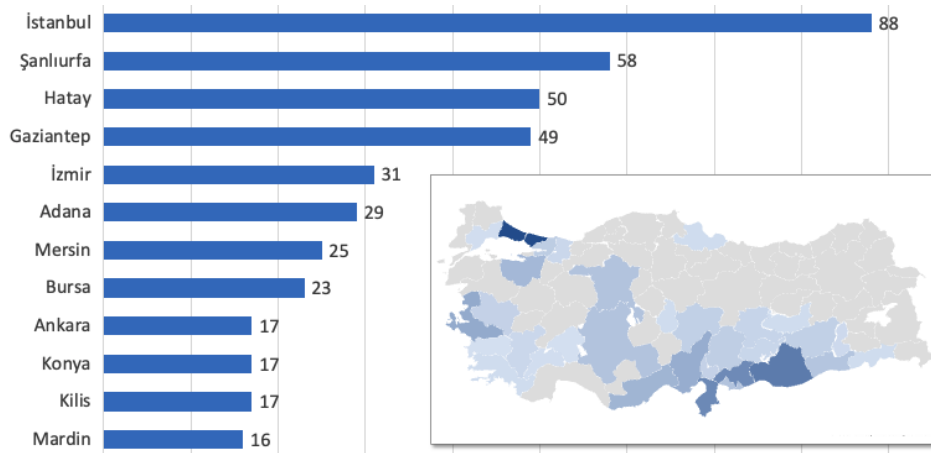 İstanbul 88
Şanlıurfa 58
Hatay 50
Gaziantep 49
İzmir 31
Adana 29
Mersin 25
Bursa 23
Ankara 17
Konya 17
Kilis 17
Mardin 16